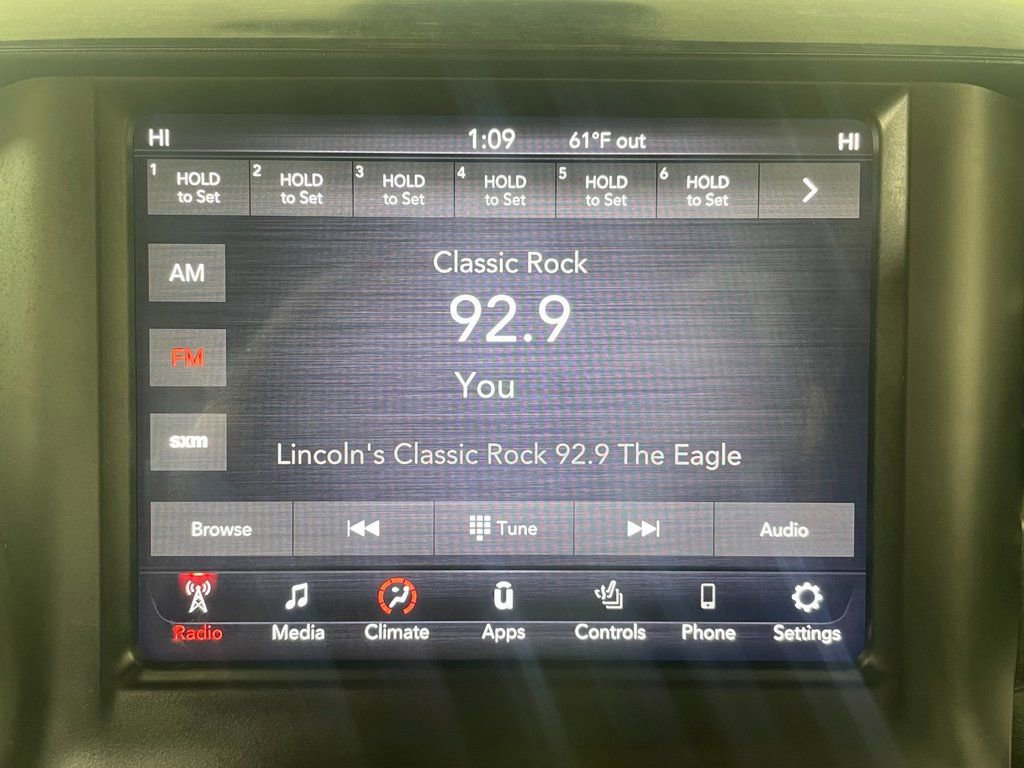 HI 1:09 61°F out HI
1 HOLD to Set
2 HOLD to Set
3 HOLD to Set
4 HOLD to Set
5 HOLD to Set
6 HOLD to Set
Classic Rock
AM
92.9
FM
You
sxm
Lincoln's Classic Rock 92.9 The Eagle
Browse Tune Audio
Radio Media Climate Apps Controls Phone Settings